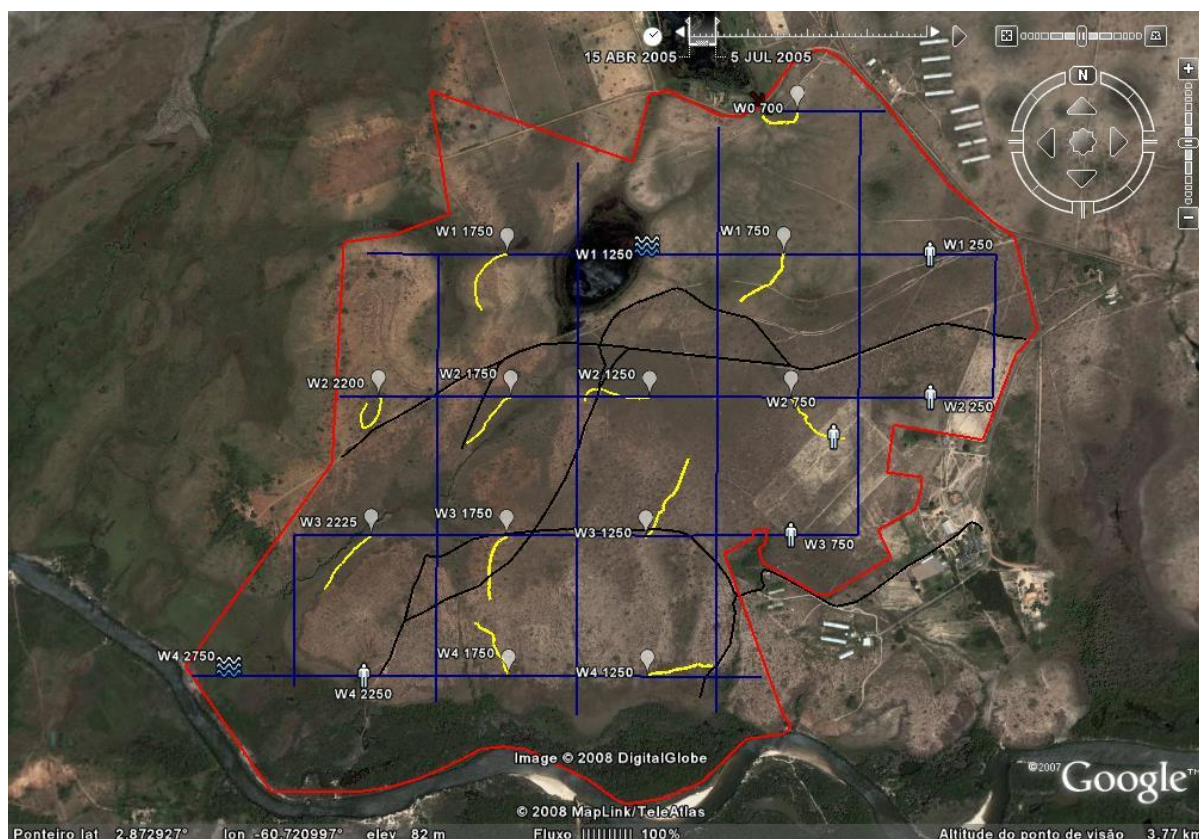 15 ABR 2005
5 JUL 2005
N
W0 700
W1 1750
W1 1250
W1 750
W1 250
W2 2200
W2 1750
W2 1250
W2 750
W2 250
W3 2225
W3 1750
W3 1250
W3 750
W4 2750
W4 2250
W4 1750
W4 1250
Image © 2008 DigitalGlobe
©2007 Google™
© 2008 MapLink/TeleAtlas
Ponteiro lat 2.872927° lon -60.720997° elev 82 m Fluxo |||||||||| 100% Altitude do ponto de visão 3.77 km